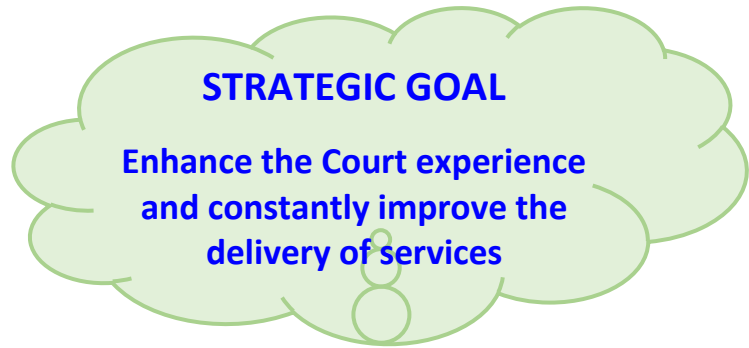 STRATEGIC GOAL
Enhance the Court experience
and constantly improve the
delivery of services